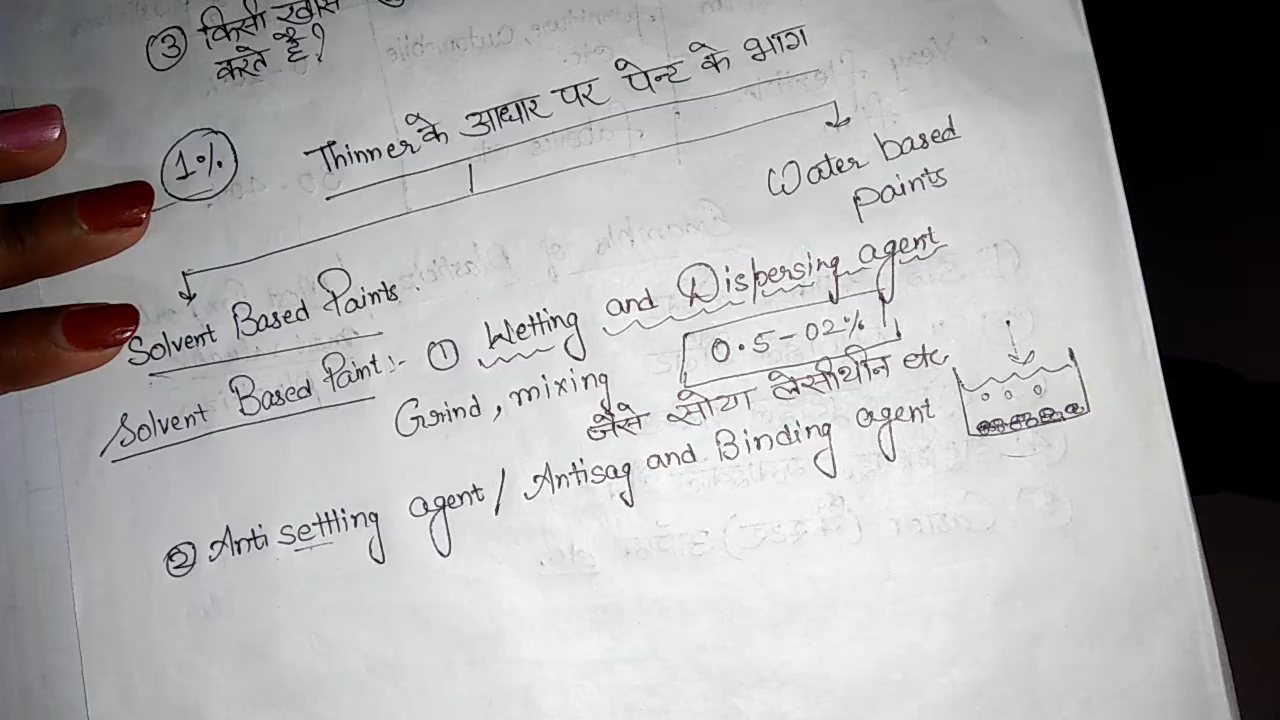 ③ किसी खास
करते है?
1%
Thinner के आधार पर पेन्ट के भाग
Water based
paints
Solvent Based Paints
Solvent Based Paint:- ① Wetting and Dispersing agent
0.5-02%
Grind, mixing
जैसे सोया लेसीथीन etc
② Anti settling agent / Antisag and Binding agent